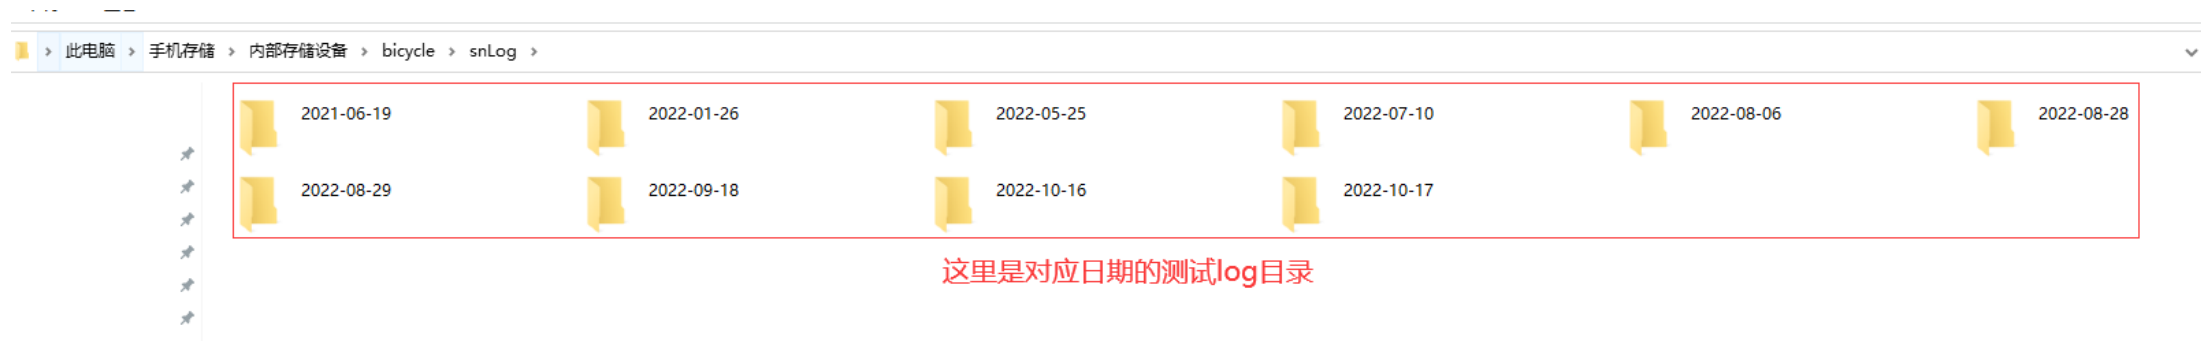 此电脑 > 手机存储 > 内部存储设备 > bicycle > snLog >
2021-06-19 2022-01-26 2022-05-25 2022-07-10 2022-08-06 2022-08-28
2022-08-29 2022-09-18 2022-10-16 2022-10-17
这里是对应日期的测试log目录